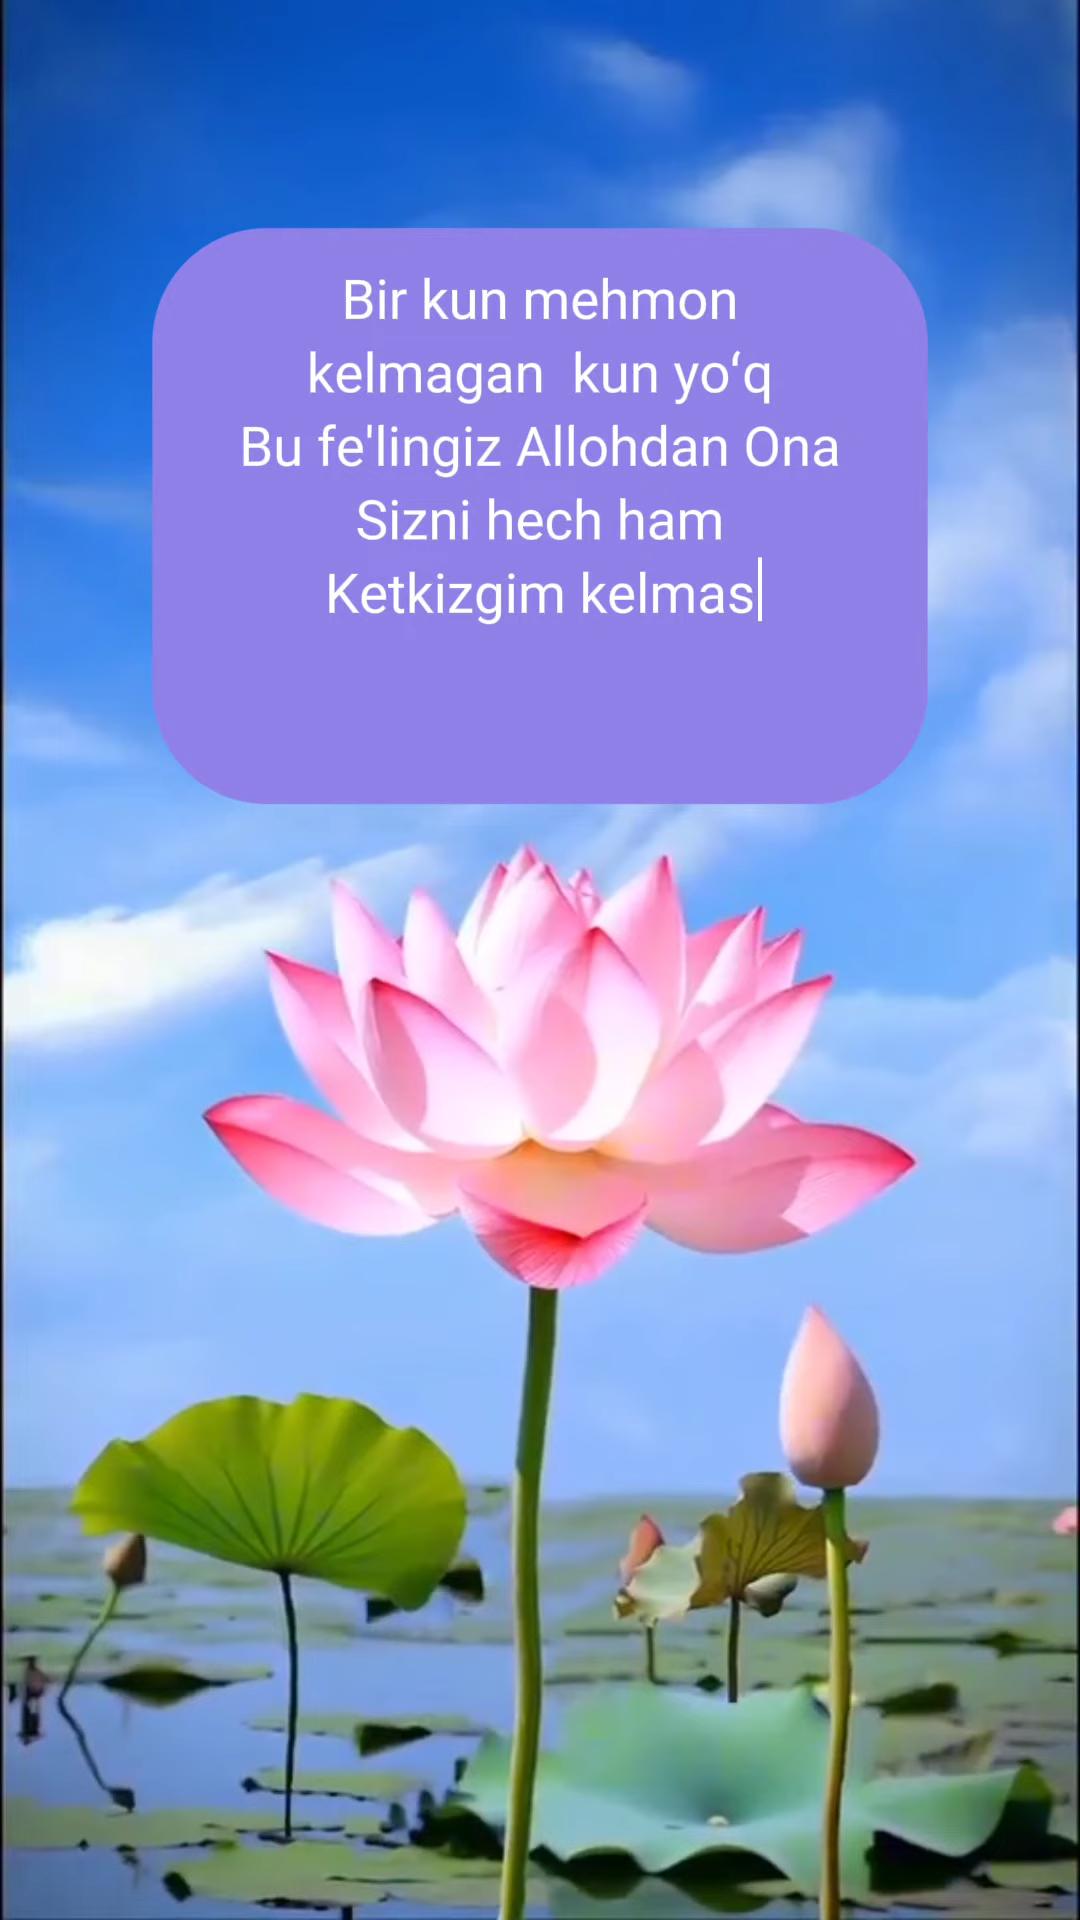 Bir kun mehmon
kelmagan  kun yo‘q
Bu fe'lingiz Allohdan Ona
Sizni hech ham
Ketkizgim kelmas